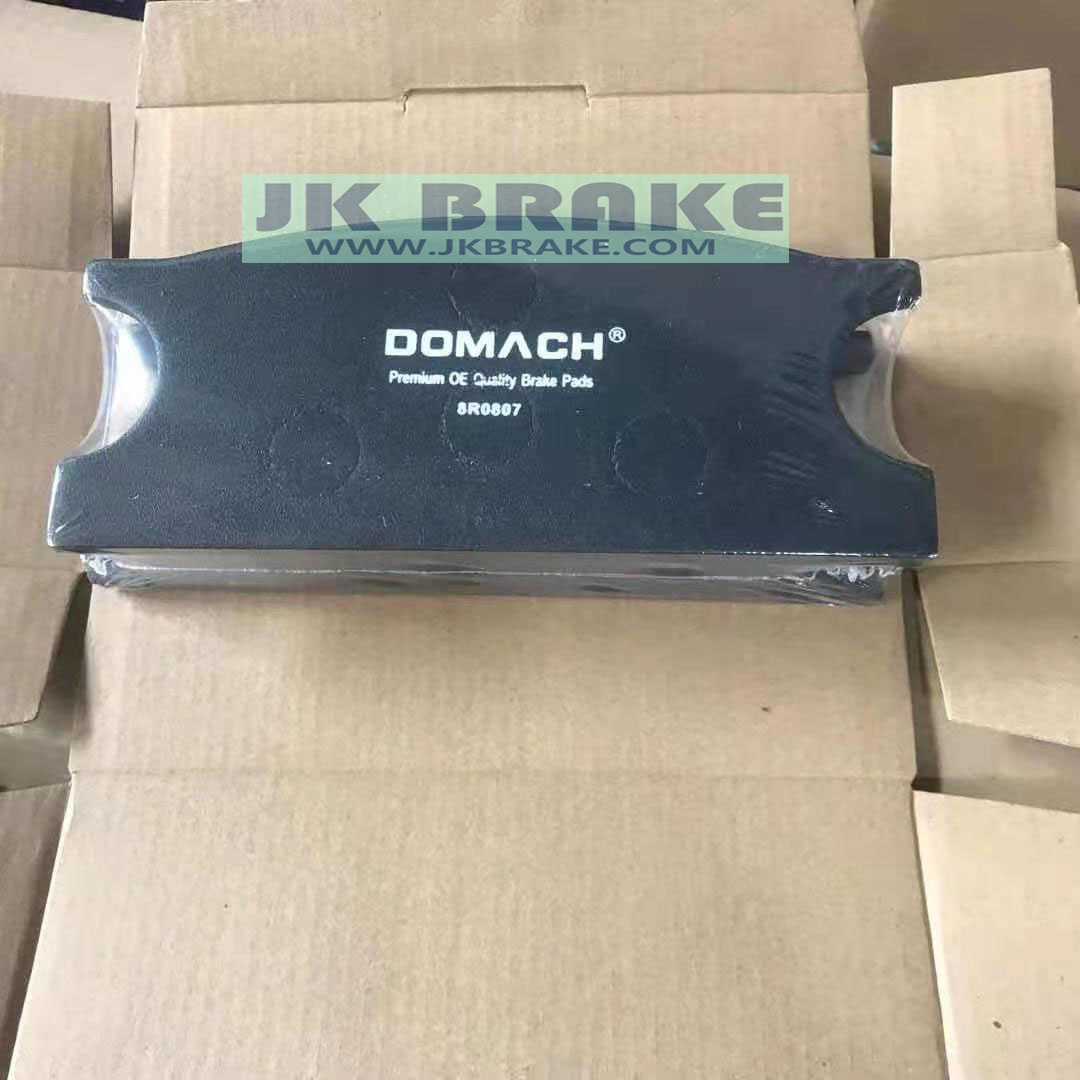 JK BRAKE
WWW.JKBRAKE.COM
DOMACH®
Premium OE Quality Brake Pads
8R0807